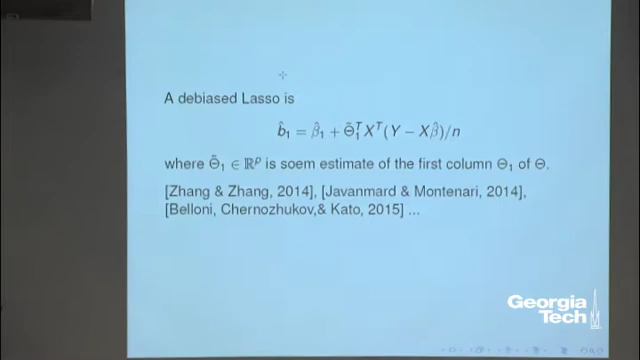 A debiased Lasso is
b̂₁ = β̂₁ + Θ̃₁ᵀXᵀ(Y − Xβ̂)/n
where Θ̃₁ ∈ ℝᵖ is soem estimate of the first column Θ₁ of Θ.
[Zhang & Zhang, 2014], [Javanmard & Montenari, 2014],
[Belloni, Chernozhukov,& Kato, 2015] ...
Georgia
Tech